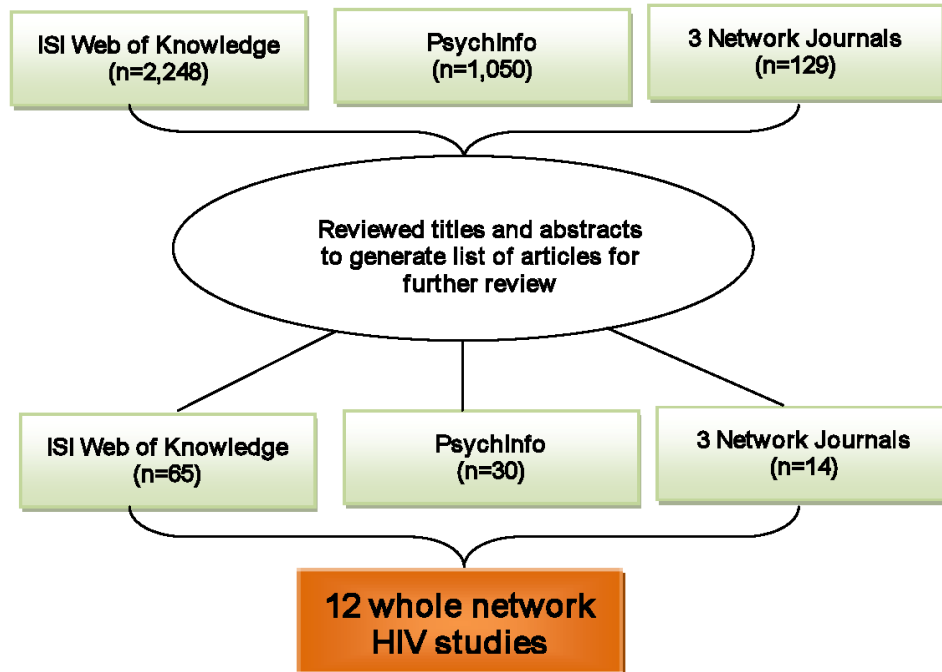 ISI Web of Knowledge
(n=2,248)
PsychInfo
(n=1,050)
3 Network Journals
(n=129)
Reviewed titles and abstracts
to generate list of articles for
further review
ISI Web of Knowledge
(n=65)
PsychInfo
(n=30)
3 Network Journals
(n=14)
12 whole network
HIV studies